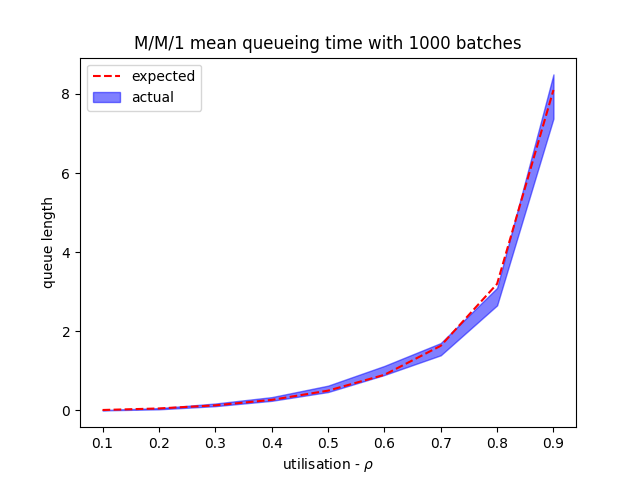 M/M/1 mean queueing time with 1000 batches
expected
actual
queue length
8
6
4
2
0
0.1 0.2 0.3 0.4 0.5 0.6 0.7 0.8 0.9
utilisation - ρ